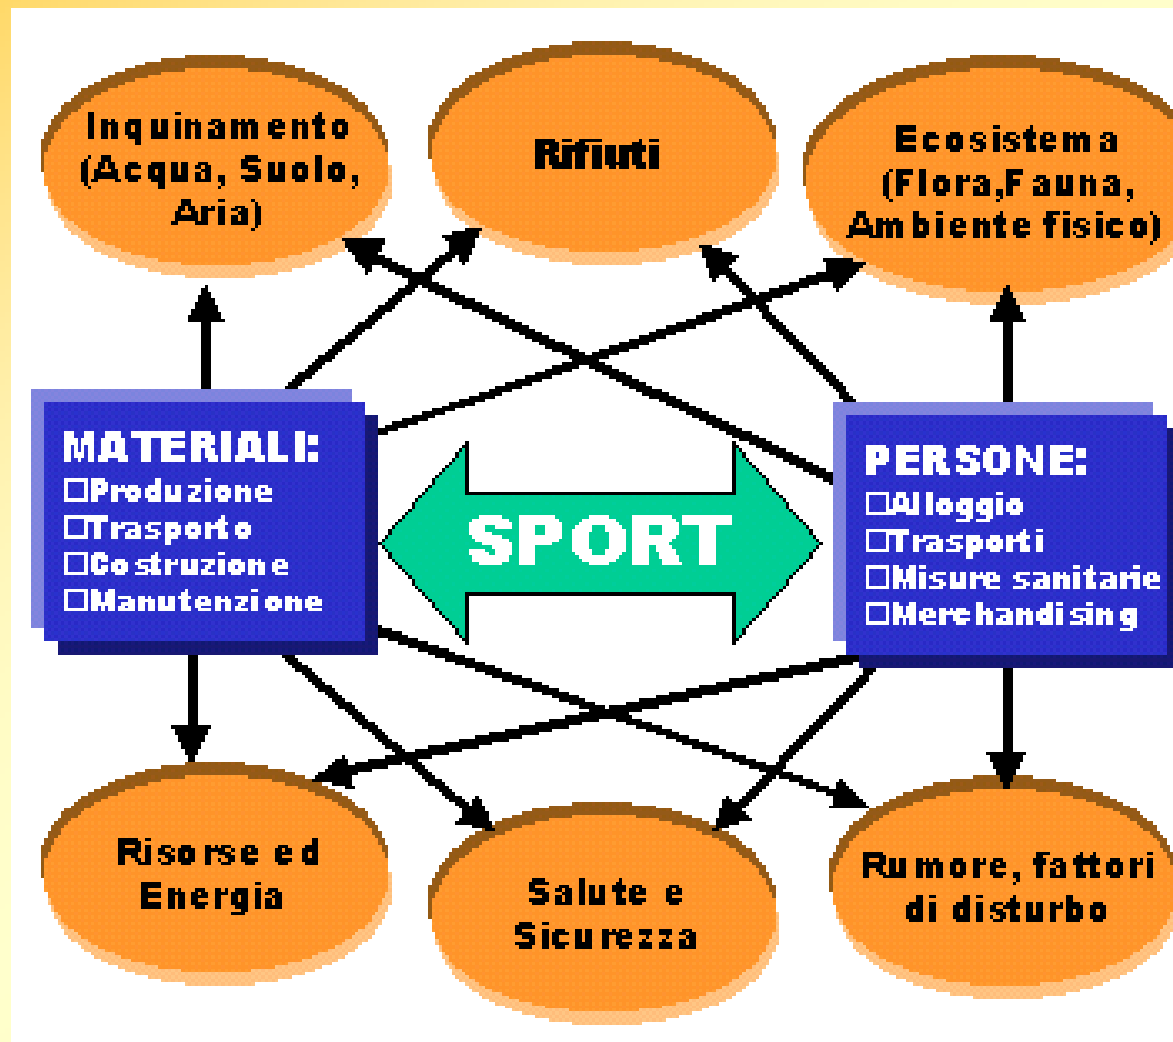 Inquinamento
(Acqua, Suolo,
Aria)
Rifiuti
Ecosistema
(Flora,Fauna,
Ambiente fisico)
MATERIALI:
□Produzione
□Trasporto
□Costruzione
□Manutenzione
SPORT
PERSONE:
□Alloggio
□Trasporti
□Misure sanitarie
□Merchandising
Risorse ed
Energia
Salute e
Sicurezza
Rumore, fattori
di disturbo